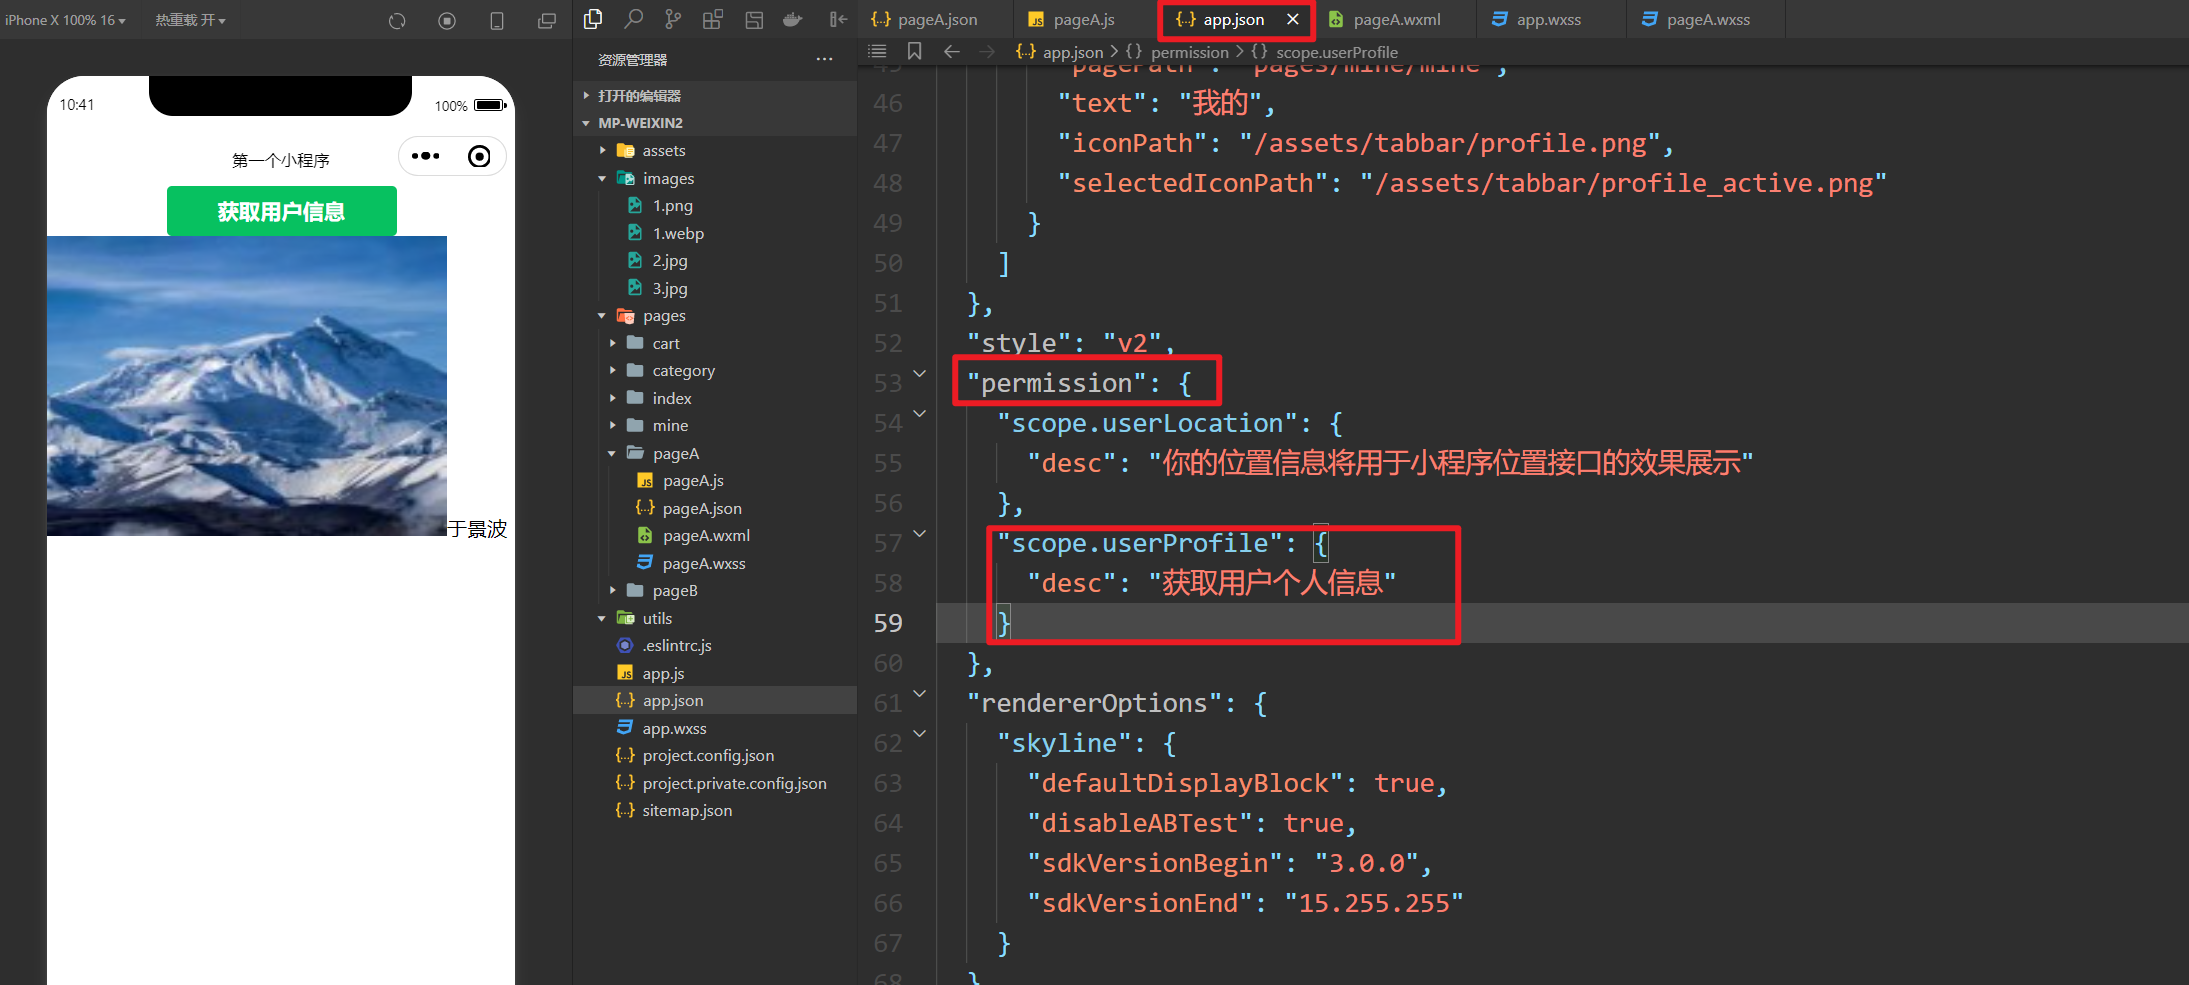 iPhone X 100% 16
热重载 开
10:41
100%
第一个小程序
获取用户信息
于景波
资源管理器
打开的编辑器
MP-WEIXIN2
assets
images
1.png
1.webp
2.jpg
3.jpg
pages
cart
category
index
mine
pageA
pageA.js
pageA.json
pageA.wxml
pageA.wxss
pageB
utils
.eslintrc.js
app.js
app.json
app.wxss
project.config.json
project.private.config.json
sitemap.json
pageA.json
pageA.js
app.json
pageA.wxml
app.wxss
pageA.wxss
app.json > {} permission > {} scope.userProfile
45 "pagePath": "pages/mine/mine",
46 "text": "我的",
47 "iconPath": "/assets/tabbar/profile.png",
48 "selectedIconPath": "/assets/tabbar/profile_active.png"
49 }
50 ]
51 },
52 "style": "v2",
53 "permission": {
54 "scope.userLocation": {
55 "desc": "你的位置信息将用于小程序位置接口的效果展示"
56 },
57 "scope.userProfile": {
58 "desc": "获取用户个人信息"
59 }
60 },
61 "rendererOptions": {
62 "skyline": {
63 "defaultDisplayBlock": true,
64 "disableABTest": true,
65 "sdkVersionBegin": "3.0.0",
66 "sdkVersionEnd": "15.255.255"
67 }
68 }